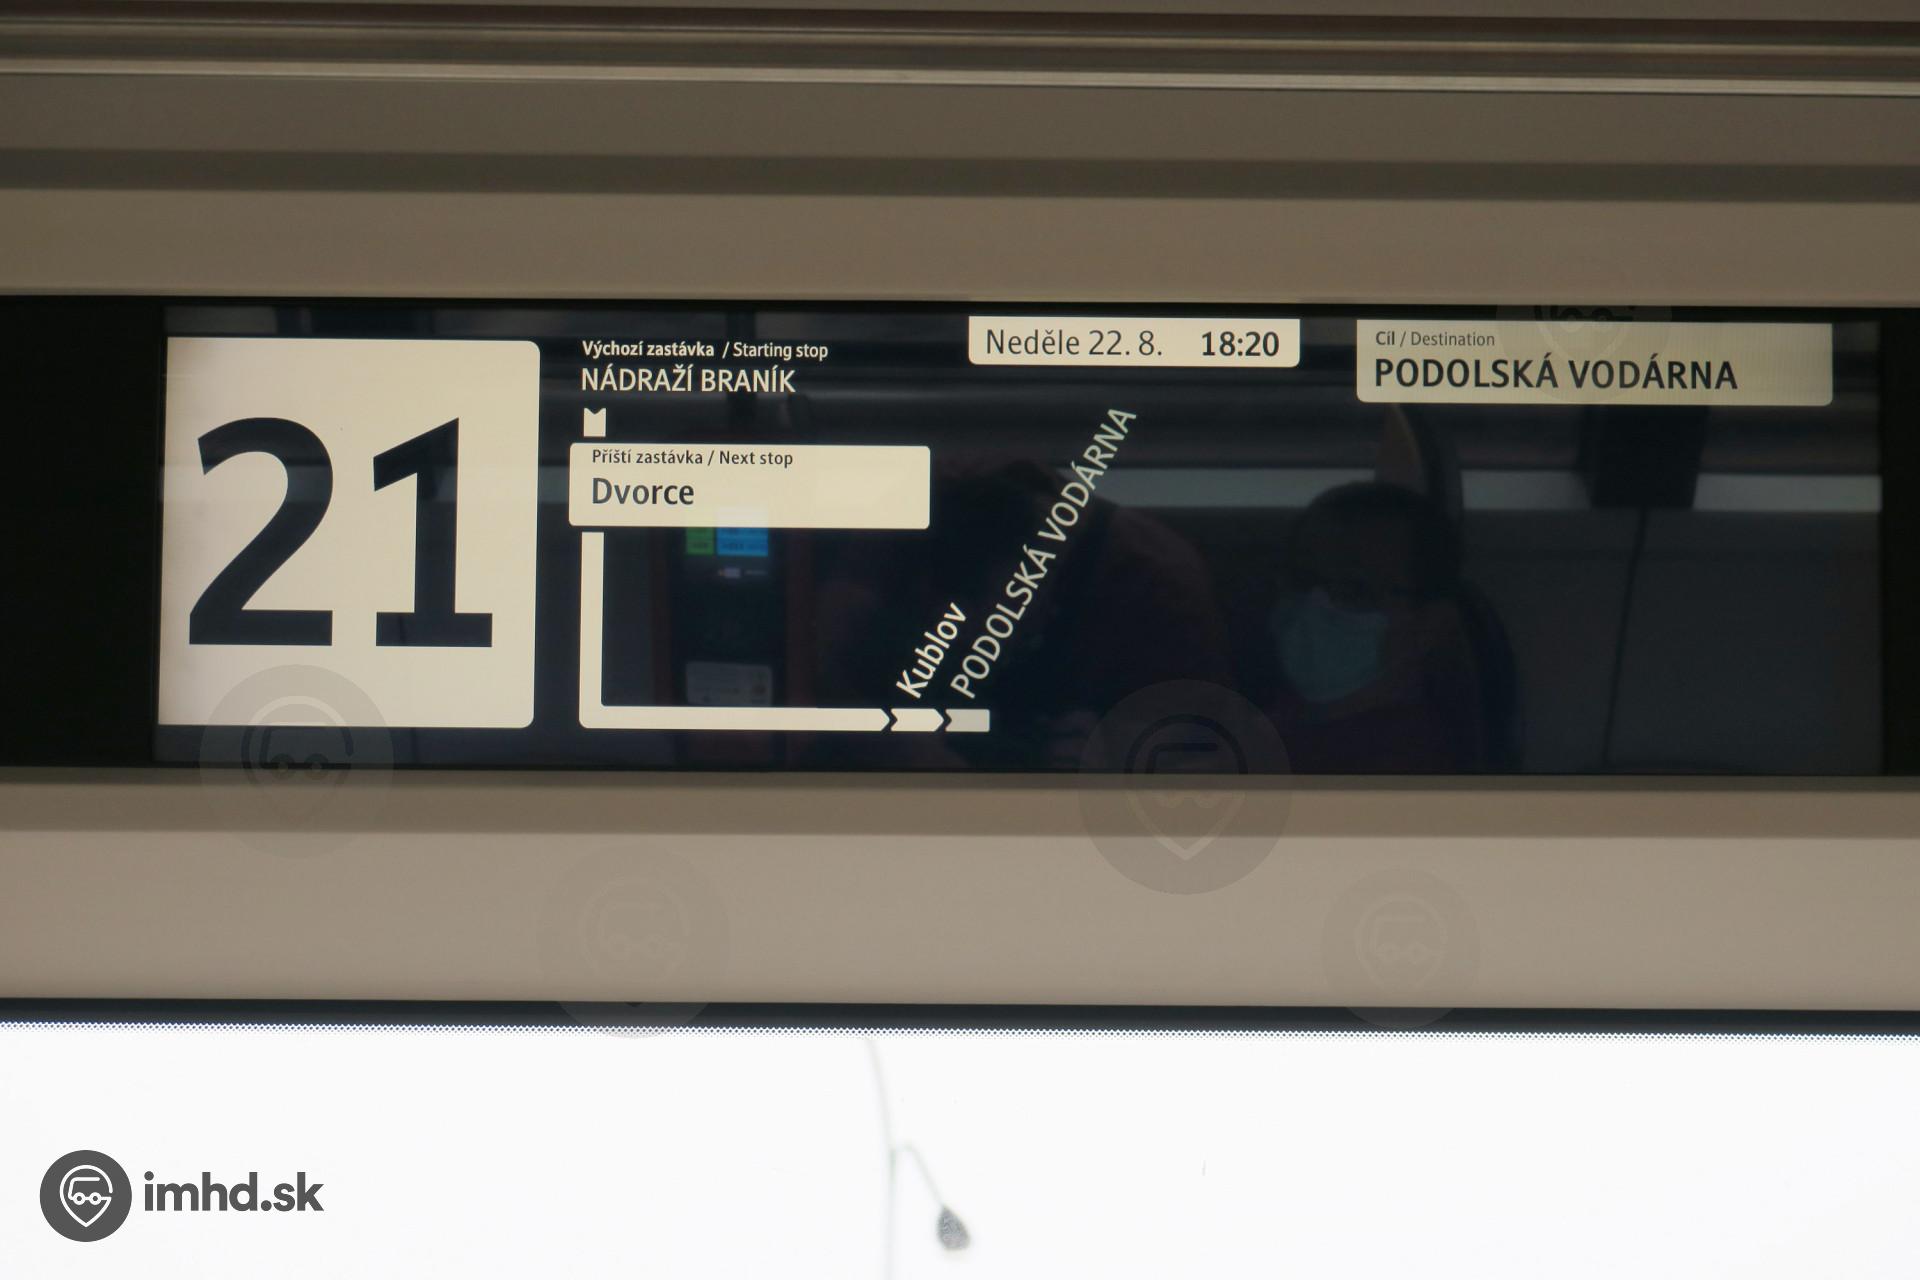 21
Výchozí zastávka / Starting stop
NÁDRAŽÍ BRANÍK
Neděle 22. 8. 18:20
Cíl / Destination
PODOLSKÁ VODÁRNA
Příští zastávka / Next stop
Dvorce
Kublov
PODOLSKÁ VODÁRNA
imhd.sk